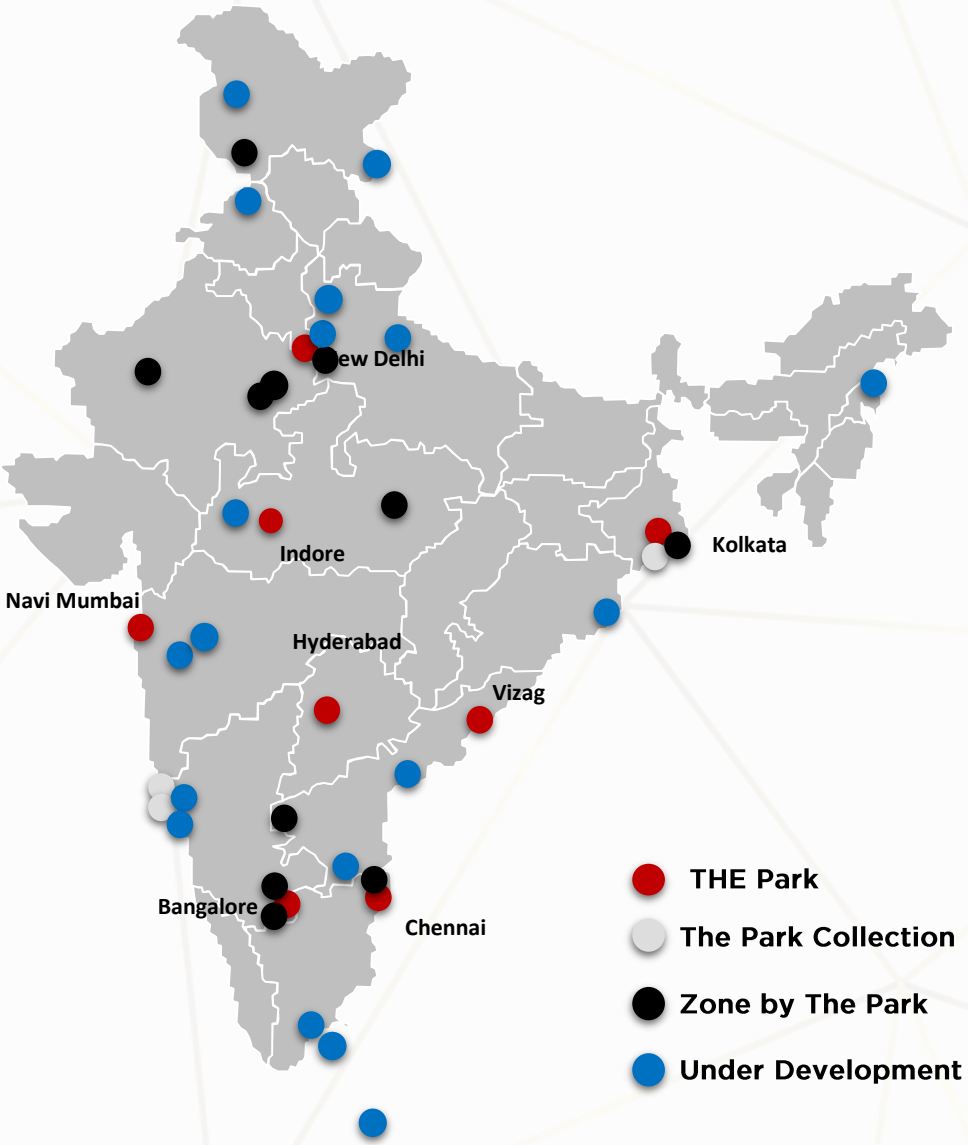 ew Delhi
Kolkata
Indore
Navi Mumbai
Hyderabad
Vizag
Bangalore
Chennai
THE Park
The Park Collection
Zone by The Park
Under Development